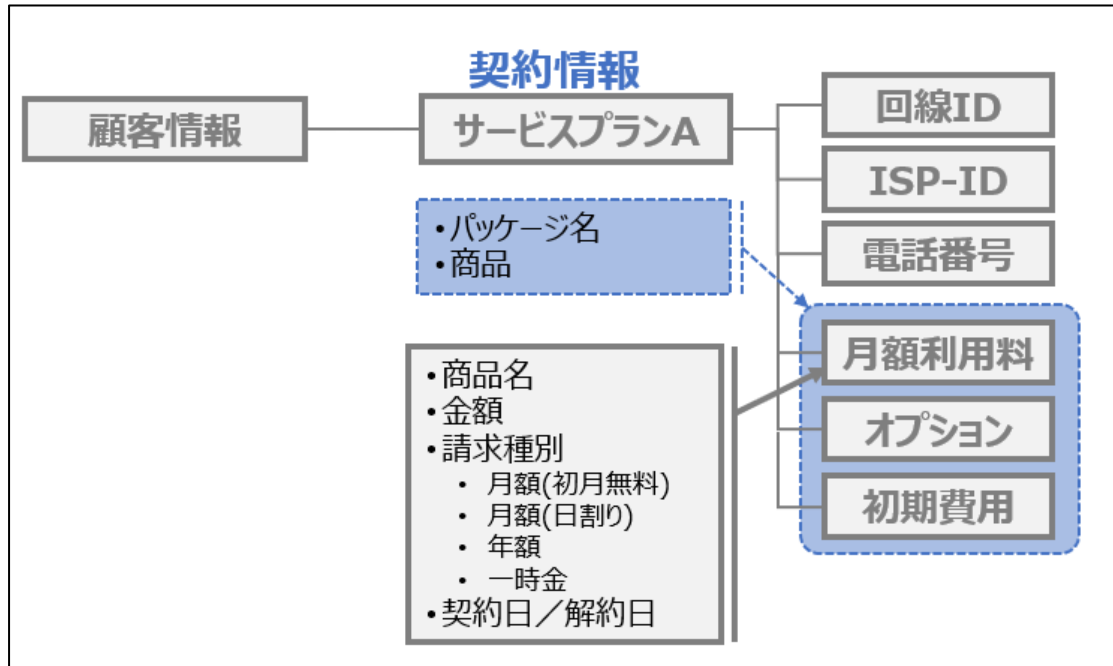 契約情報
顧客情報
サービスプランA
回線ID
ISP-ID
電話番号
・パッケージ名
・商品
月額利用料
オプション
初期費用
・商品名
・金額
・請求種別
・月額(初月無料)
・月額(日割り)
・年額
・一時金
・契約日／解約日